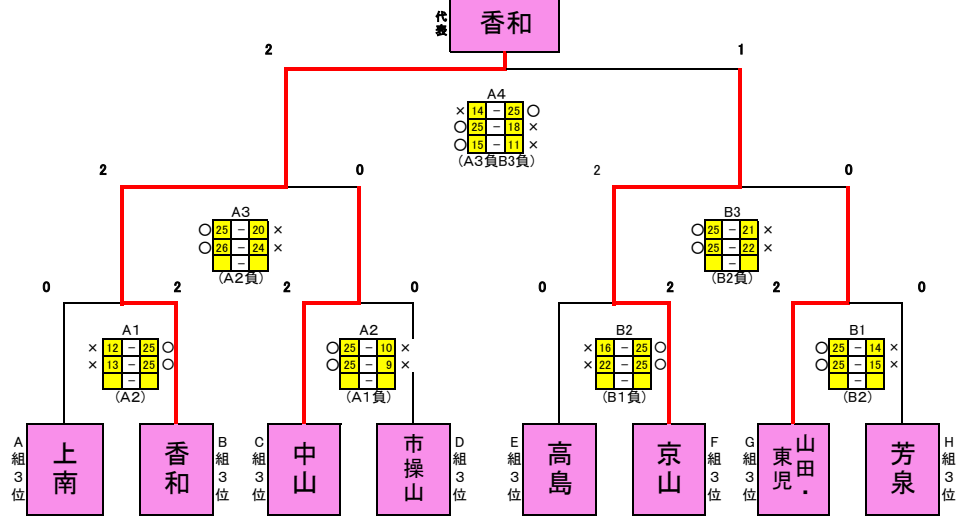 代表 香和
2 1
A4
× 14 － 25 ○
○ 25 － 18 ×
○ 15 － 11 ×
(A3負B3負)
2 0 2 0
A3
○ 25 － 20 ×
○ 26 － 24 ×
－
(A2負)
B3
○ 25 － 21 ×
○ 25 － 22 ×
－
(B2負)
0 2 2 0 0 2 2 0
A1
× 12 － 25 ○
× 13 － 25 ○
－
(A2)
A2
○ 25 － 10 ×
○ 25 － 9 ×
－
(A1負)
B2
× 16 － 25 ○
× 22 － 25 ○
－
(B1負)
B1
○ 25 － 14 ×
○ 25 － 15 ×
－
(B2)
A組3位 上南
香和 B組3位
C組3位 中山
市操山 D組3位
E組3位 高島
京山 F組3位
G組3位 山田・東児
芳泉 H組3位